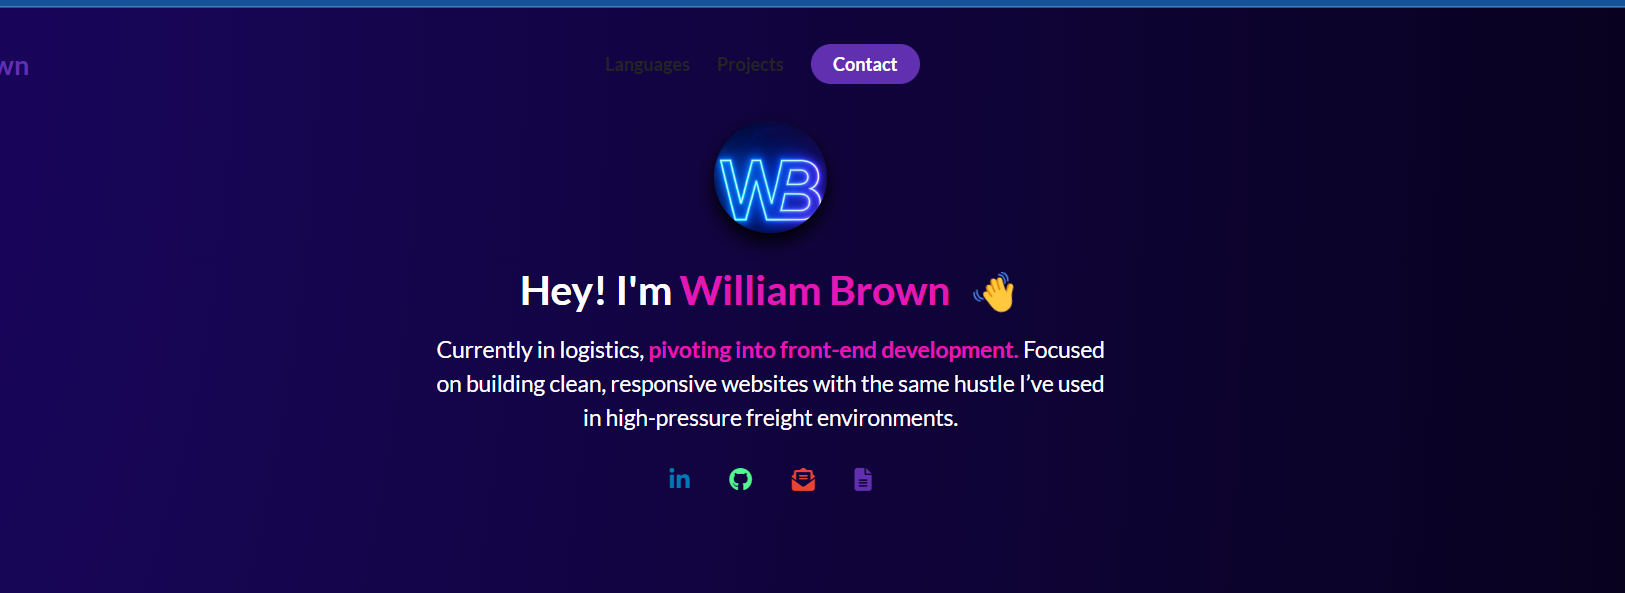 wn
Languages Projects Contact
WB
Hey! I'm William Brown
Currently in logistics, pivoting into front-end development. Focused
on building clean, responsive websites with the same hustle I’ve used
in high-pressure freight environments.
in